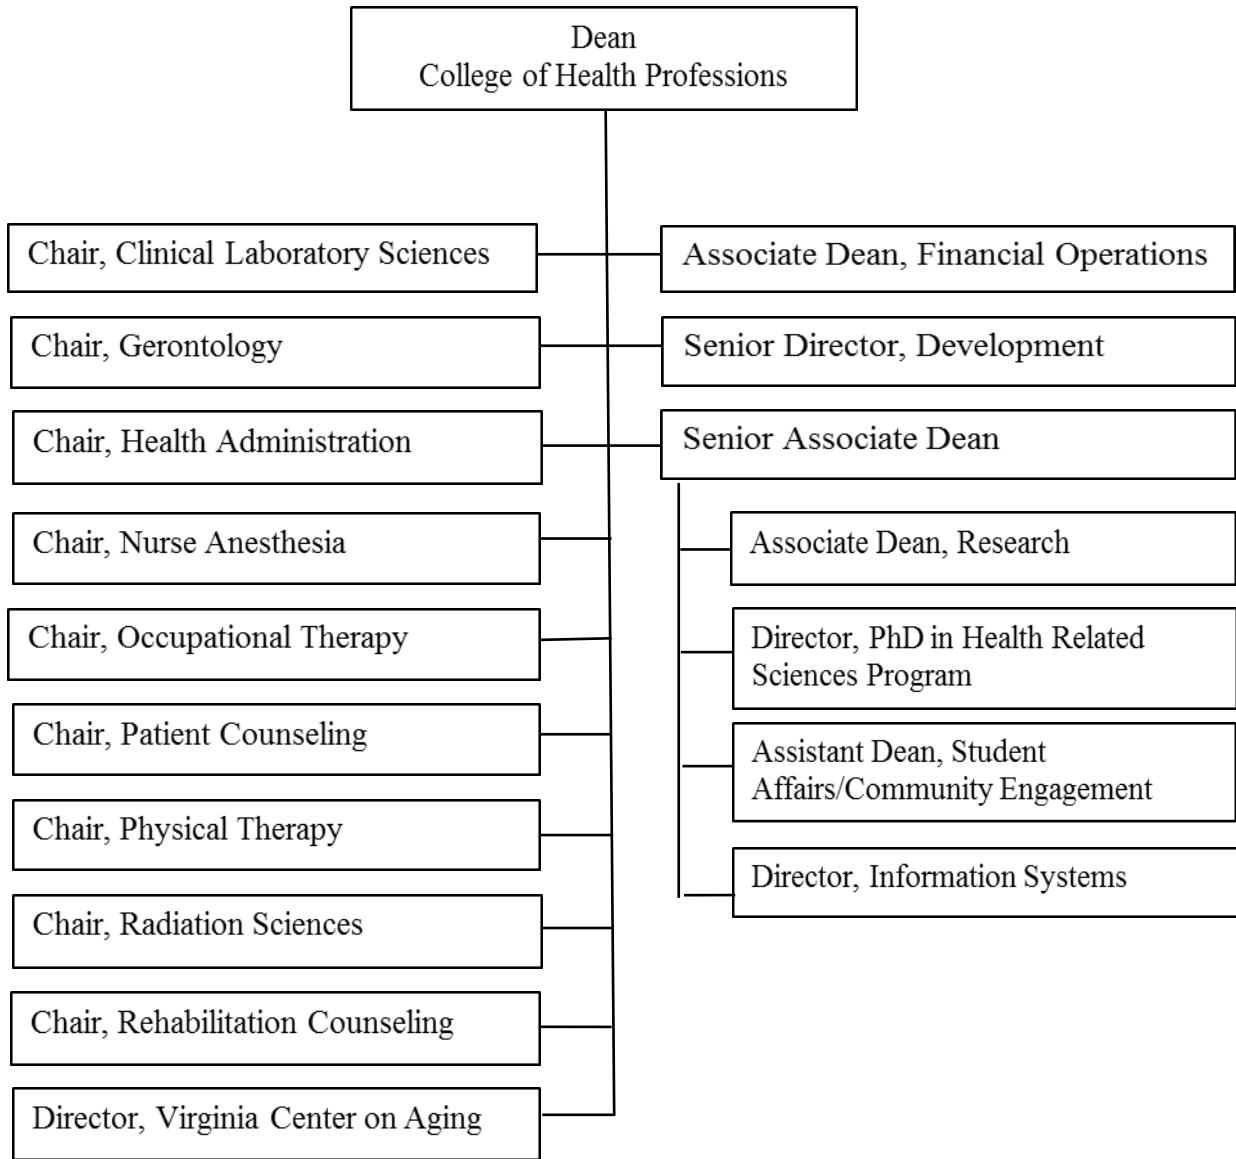 Dean
College of Health Professions
Chair, Clinical Laboratory Sciences
Chair, Gerontology
Chair, Health Administration
Chair, Nurse Anesthesia
Chair, Occupational Therapy
Chair, Patient Counseling
Chair, Physical Therapy
Chair, Radiation Sciences
Chair, Rehabilitation Counseling
Director, Virginia Center on Aging
Associate Dean, Financial Operations
Senior Director, Development
Senior Associate Dean
Associate Dean, Research
Director, PhD in Health Related
Sciences Program
Assistant Dean, Student
Affairs/Community Engagement
Director, Information Systems